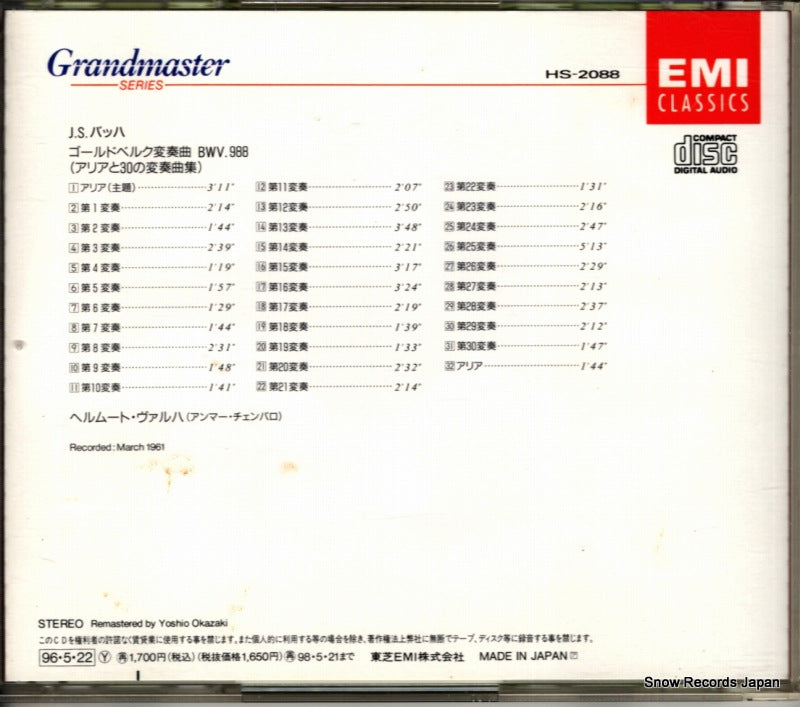 Grandmaster
SERIES
HS-2088
EMI
CLASSICS
COMPACT
disc
DIGITAL AUDIO
J.S.バッハ
ゴールドベルク変奏曲 BWV.988
(アリアと30の変奏曲集)
1 アリア(主題) 3'11"
2 第1変奏 2'14"
3 第2変奏 1'44"
4 第3変奏 2'39"
5 第4変奏 1'19"
6 第5変奏 1'57"
7 第6変奏 1'29"
8 第7変奏 1'44"
9 第8変奏 2'31"
10 第9変奏 1'48"
11 第10変奏 1'41"
12 第11変奏 2'07"
13 第12変奏 2'50"
14 第13変奏 3'48"
15 第14変奏 2'21"
16 第15変奏 3'17"
17 第16変奏 3'24"
18 第17変奏 2'19"
19 第18変奏 1'39"
20 第19変奏 1'33"
21 第20変奏 2'32"
22 第21変奏 2'14"
23 第22変奏 1'31"
24 第23変奏 2'16"
25 第24変奏 2'47"
26 第25変奏 5'13"
27 第26変奏 2'29"
28 第27変奏 2'13"
29 第28変奏 2'37"
30 第29変奏 2'12"
31 第30変奏 1'47"
32 アリア 1'44"
ヘルムート・ヴァルハ(アンマー・チェンバロ)
Recorded: March 1961
STEREO Remastered by Yoshio Okazaki
このCDを権利者の許諾なく賃貸業に使用する事を禁じます。また個人的に利用する等の場合を除き、著作権法上弊社に無断でテープ、ディスク等に録音する事を禁じます。
96・5・22 Y 再1,700円(税込)(税抜価格1,650円)再98・5・21まで 東芝EMI株式会社 MADE IN JAPAN
Snow Records Japan